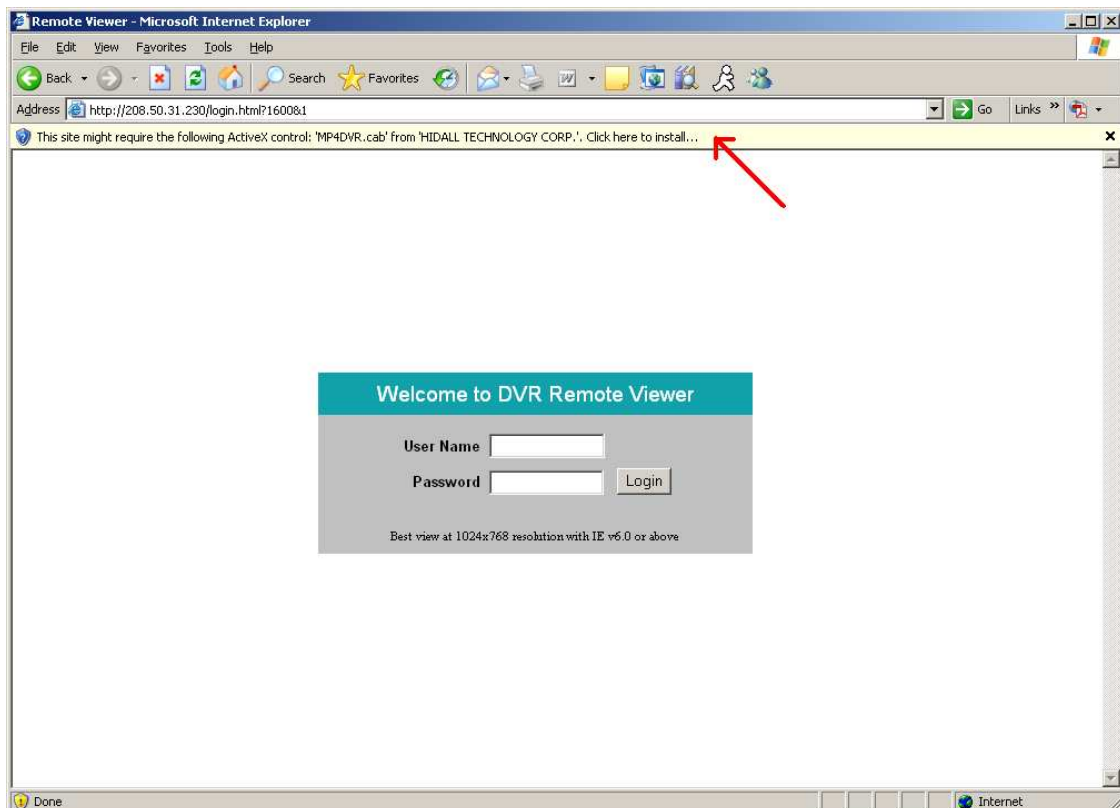 Remote Viewer - Microsoft Internet Explorer
File Edit View Favorites Tools Help
Back Search Favorites
Address http://208.50.31.230/login.html?1600&1 Go Links »
This site might require the following ActiveX control: 'MP4DVR.cab' from 'HIDALL TECHNOLOGY CORP.'. Click here to install...
Welcome to DVR Remote Viewer
User Name
Password Login
Best view at 1024x768 resolution with IE v6.0 or above
Done Internet